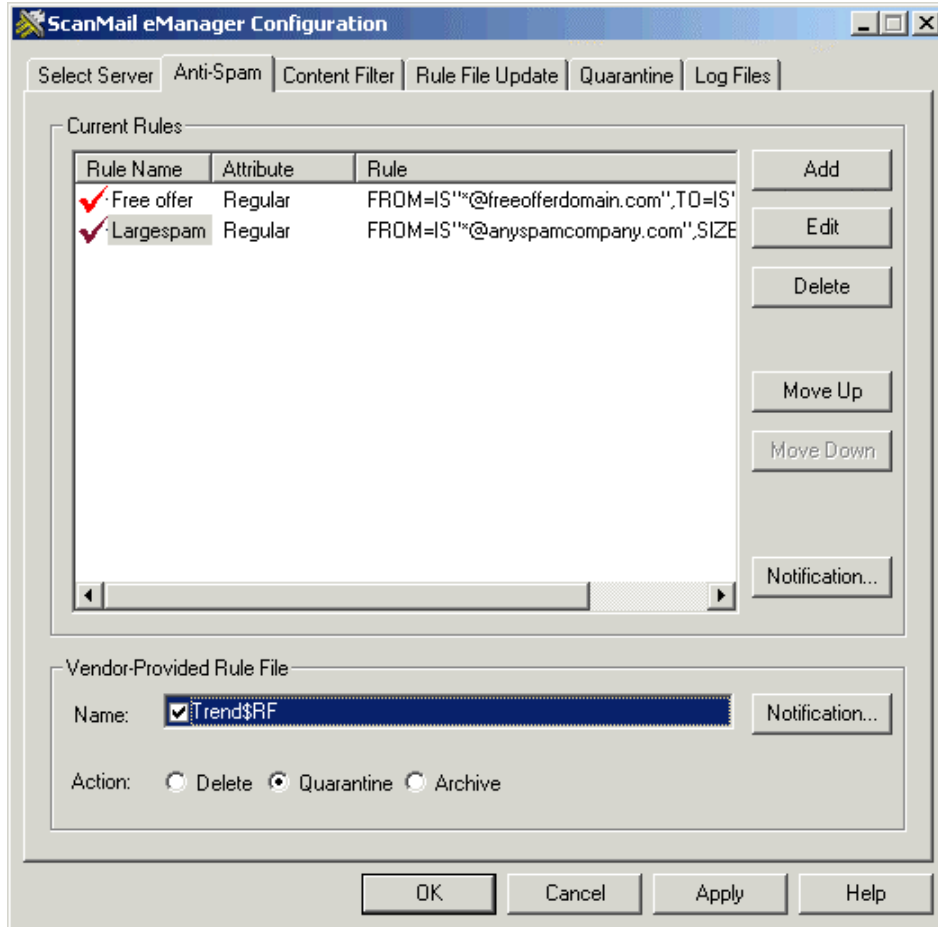 ScanMail eManager Configuration
Select Server Anti-Spam Content Filter Rule File Update Quarantine Log Files
Current Rules
Rule Name Attribute Rule
Free offer Regular FROM=IS"*@freeofferdomain.com",TO=IS"
Largespam Regular FROM=IS"*@anyspamcompany.com",SIZE
Add
Edit
Delete
Move Up
Move Down
Notification...
Vendor-Provided Rule File
Name: Trend$RF Notification...
Action: Delete Quarantine Archive
OK Cancel Apply Help